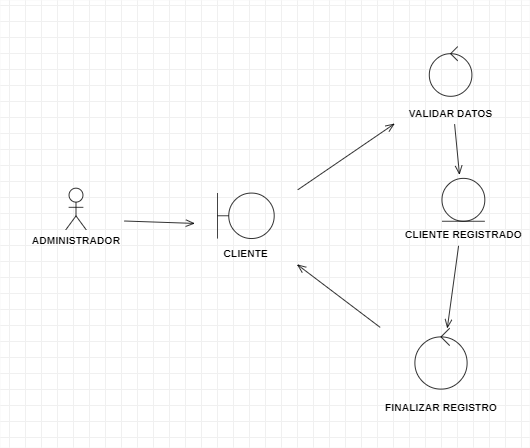 VALIDAR DATOS
ADMINISTRADOR
CLIENTE
CLIENTE REGISTRADO
FINALIZAR REGISTRO